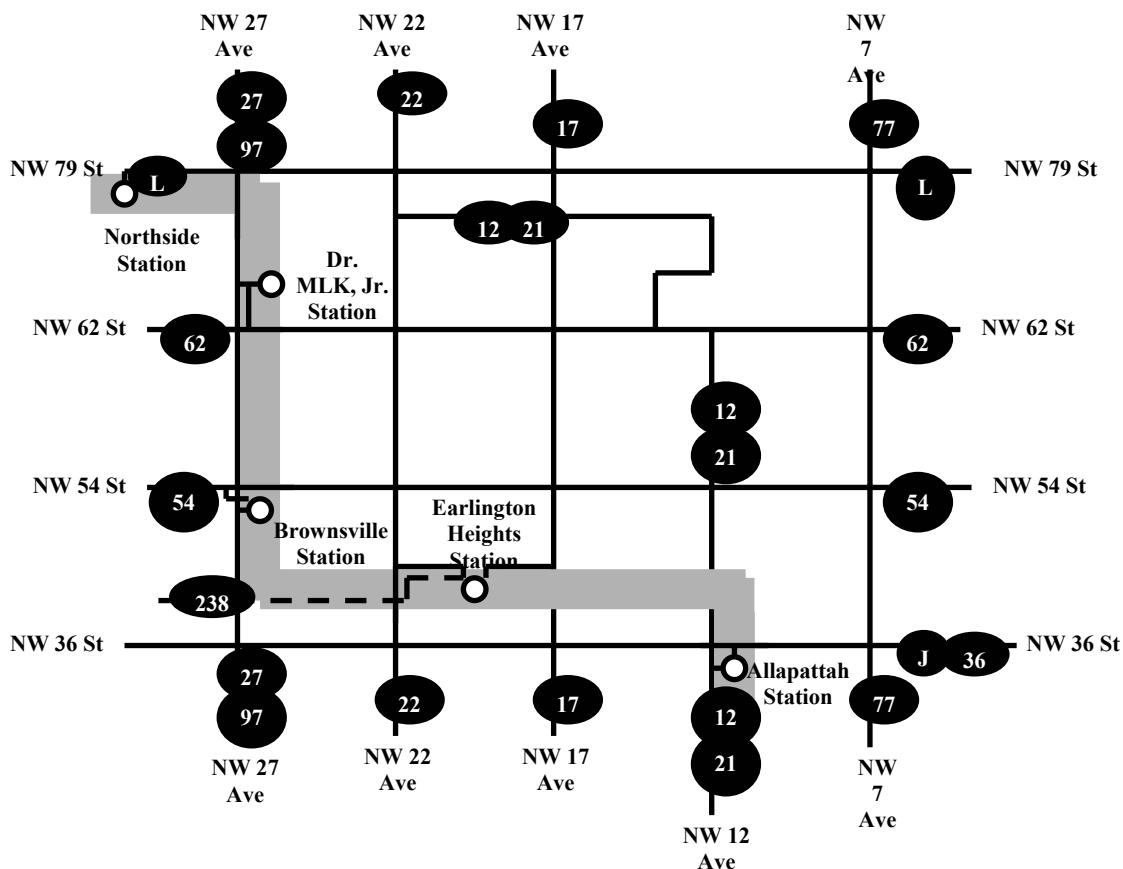 NW 27
Ave
NW 22
Ave
NW 17
Ave
NW
7
Ave
27
22
17
77
97
NW 79 St
L
L
NW 79 St
Northside
Station
12
21
Dr.
MLK, Jr.
Station
NW 62 St
62
62
NW 62 St
12
21
NW 54 St
54
54
NW 54 St
Earlington
Heights
Station
Brownsville
Station
238
NW 36 St
J
36
NW 36 St
27
97
22
17
Allapattah
Station
12
21
77
NW 27
Ave
NW 22
Ave
NW 17
Ave
NW
7
Ave
NW 12
Ave